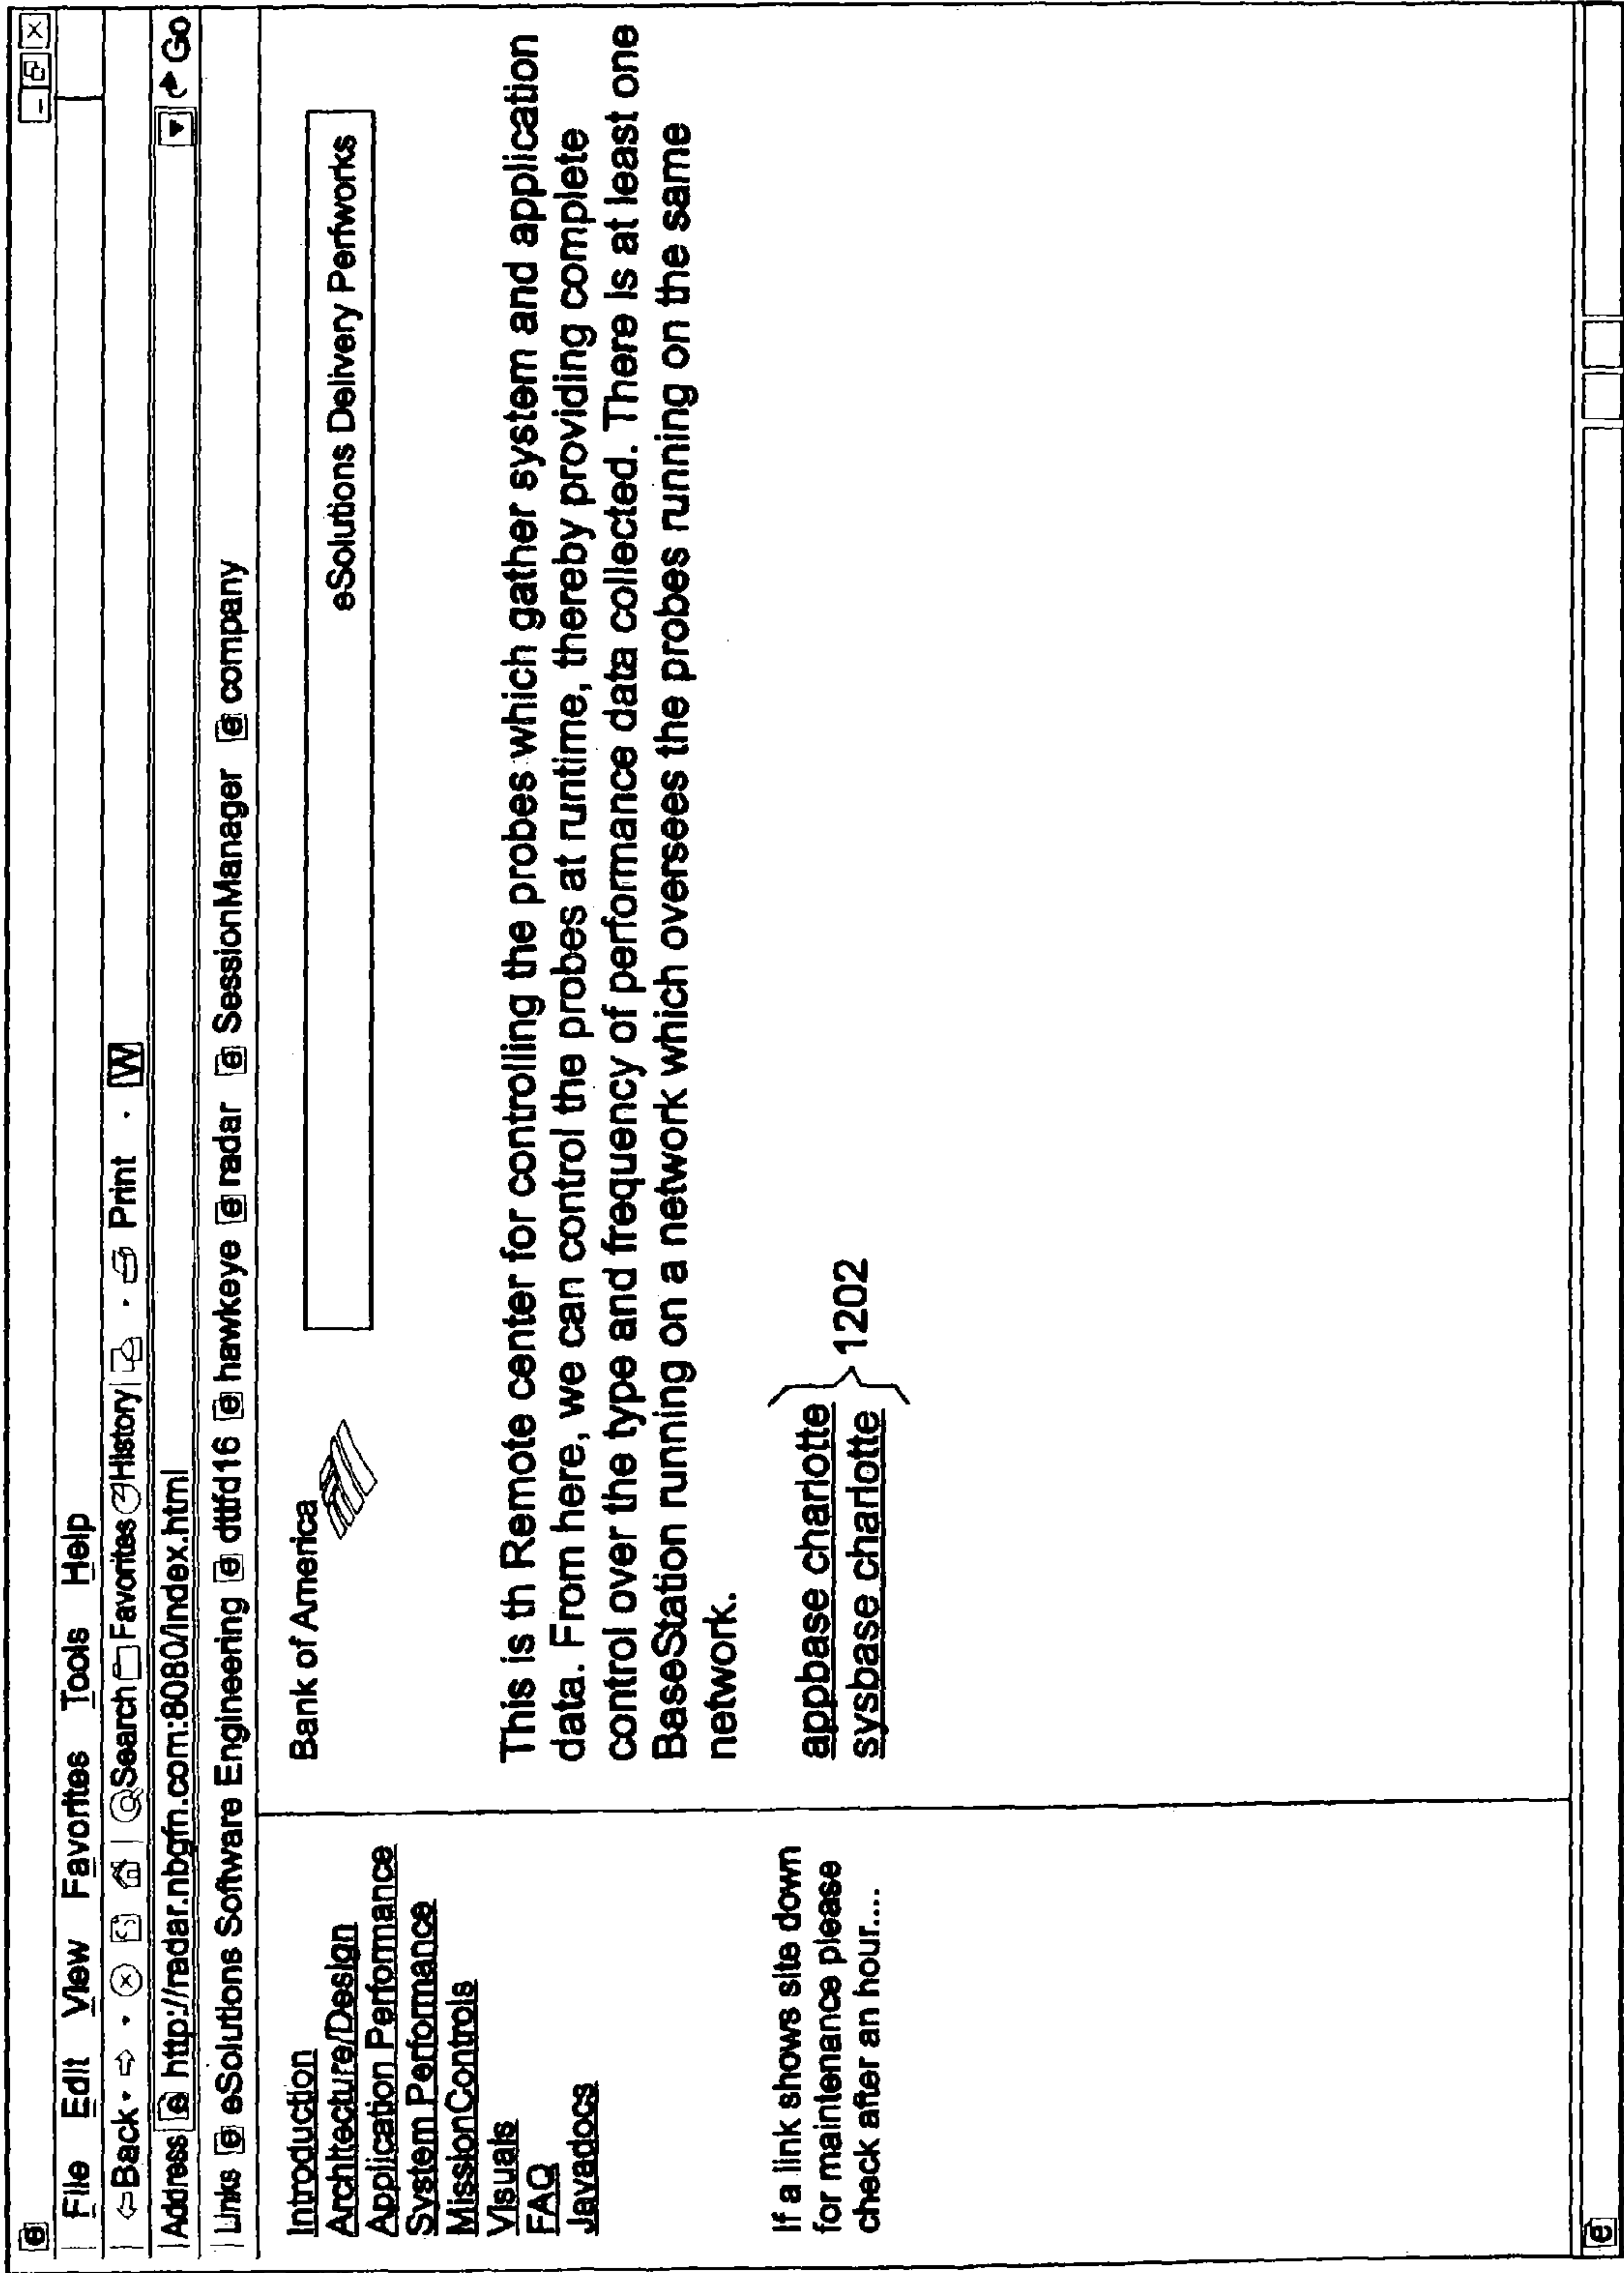 File Edit View Favorites Tools Help
Back Search Favorites History Print W
Address http://radar.nbgfn.com:8080/index.html Go
Links eSolutions Software Engineering dttfd16 hawkeye radar SessionManager company
Introduction
Architecture/Design
Application Performance
System Performance
MissionControls
Visuals
FAQ
Javadocs
If a link shows site down
for maintenance please
check after an hour....
Bank of America
eSolutions Delivery Perfworks
This is th Remote center for controlling the probes which gather system and application
data. From here, we can control the probes at runtime, thereby providing complete
control over the type and frequency of performance data collected. There is at least one
BaseStation running on a network which oversees the probes running on the same
network.
appbase charlotte
sysbase charlotte
1202